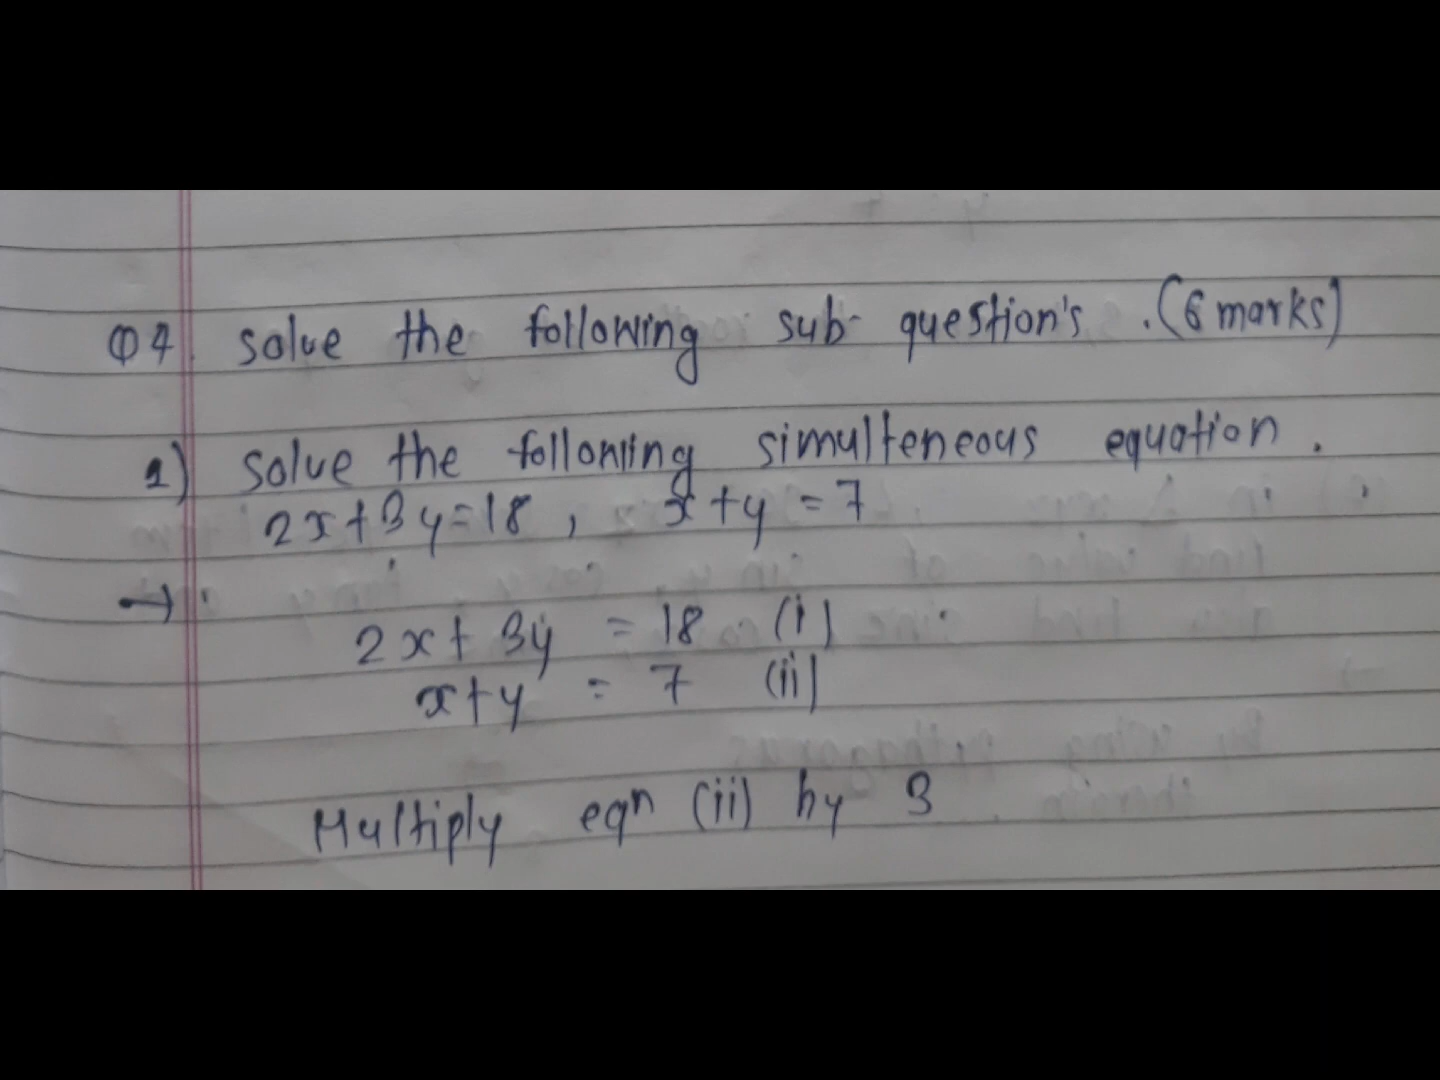 Q4. solve the following sub- question's. (6 marks)
1) solve the following simulteneous equation.
2x+3y=18, x+y=7
→
2x+3y = 18 (i)
x+y = 7 (ii)
Multiply eqn (ii) by 3